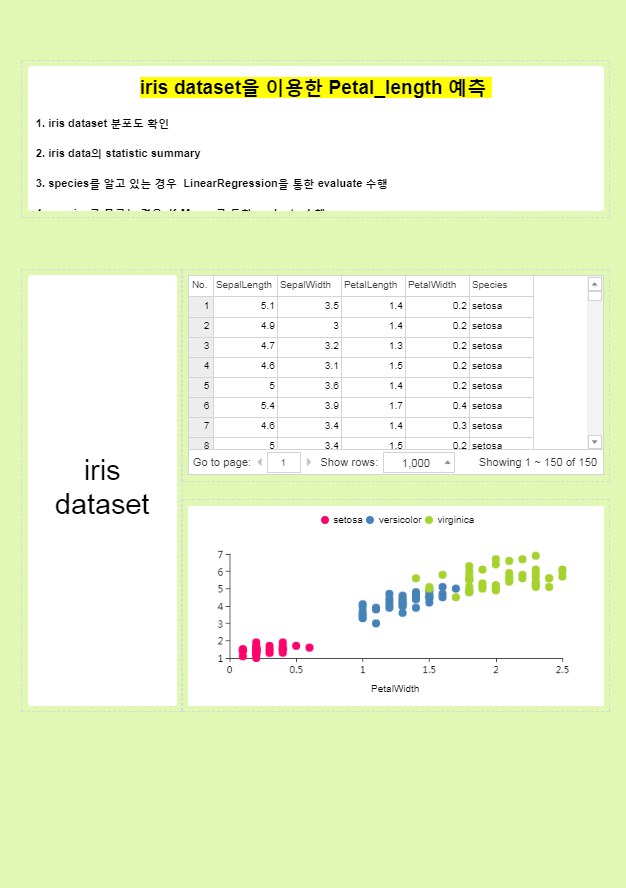 iris dataset을 이용한 Petal_length 예측
1. iris dataset 분포도 확인
2. iris data의 statistic summary
3. species를 알고 있는 경우  LinearRegression을 통한 evaluate 수행
iris
dataset
No. SepalLength SepalWidth PetalLength PetalWidth Species
1 5.1 3.5 1.4 0.2 setosa
2 4.9 3 1.4 0.2 setosa
3 4.7 3.2 1.3 0.2 setosa
4 4.6 3.1 1.5 0.2 setosa
5 5 3.6 1.4 0.2 setosa
6 5.4 3.9 1.7 0.4 setosa
7 4.6 3.4 1.4 0.3 setosa
8 5 3.4 1.5 0.2 setosa
Go to page: 1 Show rows: 1,000 Showing 1 ~ 150 of 150
setosa versicolor virginica
7
6
5
4
3
2
1
0 0.5 1 1.5 2 2.5
PetalWidth